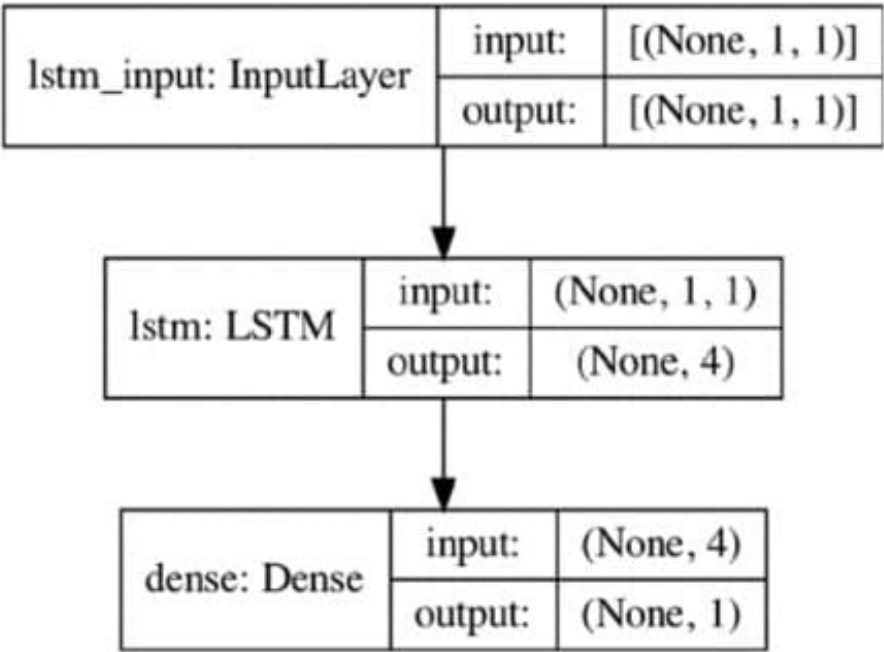 lstm_input: InputLayer
input: [(None, 1, 1)]
output: [(None, 1, 1)]
lstm: LSTM
input: (None, 1, 1)
output: (None, 4)
dense: Dense
input: (None, 4)
output: (None, 1)